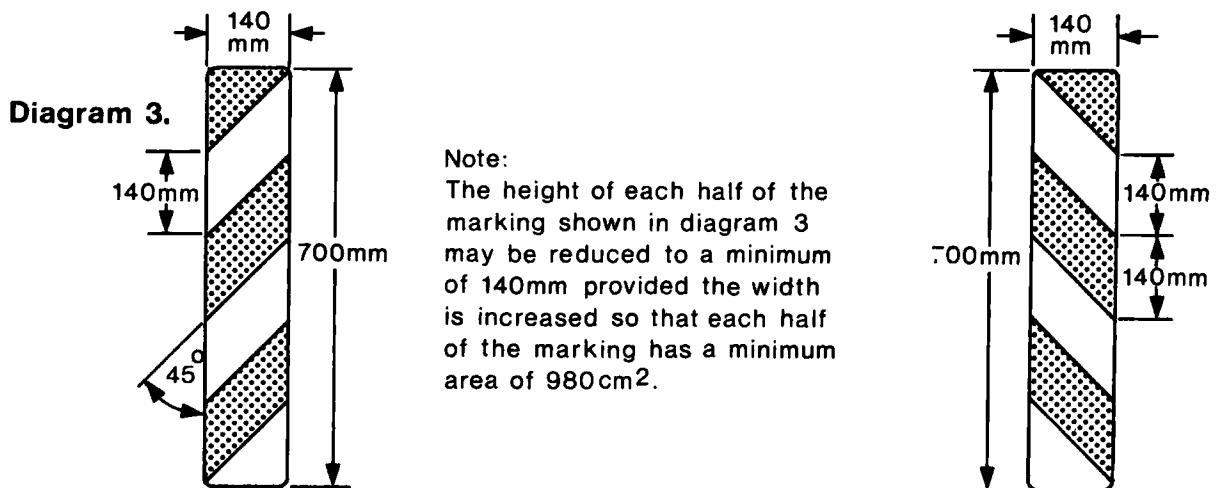 140
mm
140
mm
Diagram 3.
140mm
700mm
45°
Note:
The height of each half of the
marking shown in diagram 3
may be reduced to a minimum
of 140mm provided the width
is increased so that each half
of the marking has a minimum
area of 980cm².
700mm
140mm
140mm